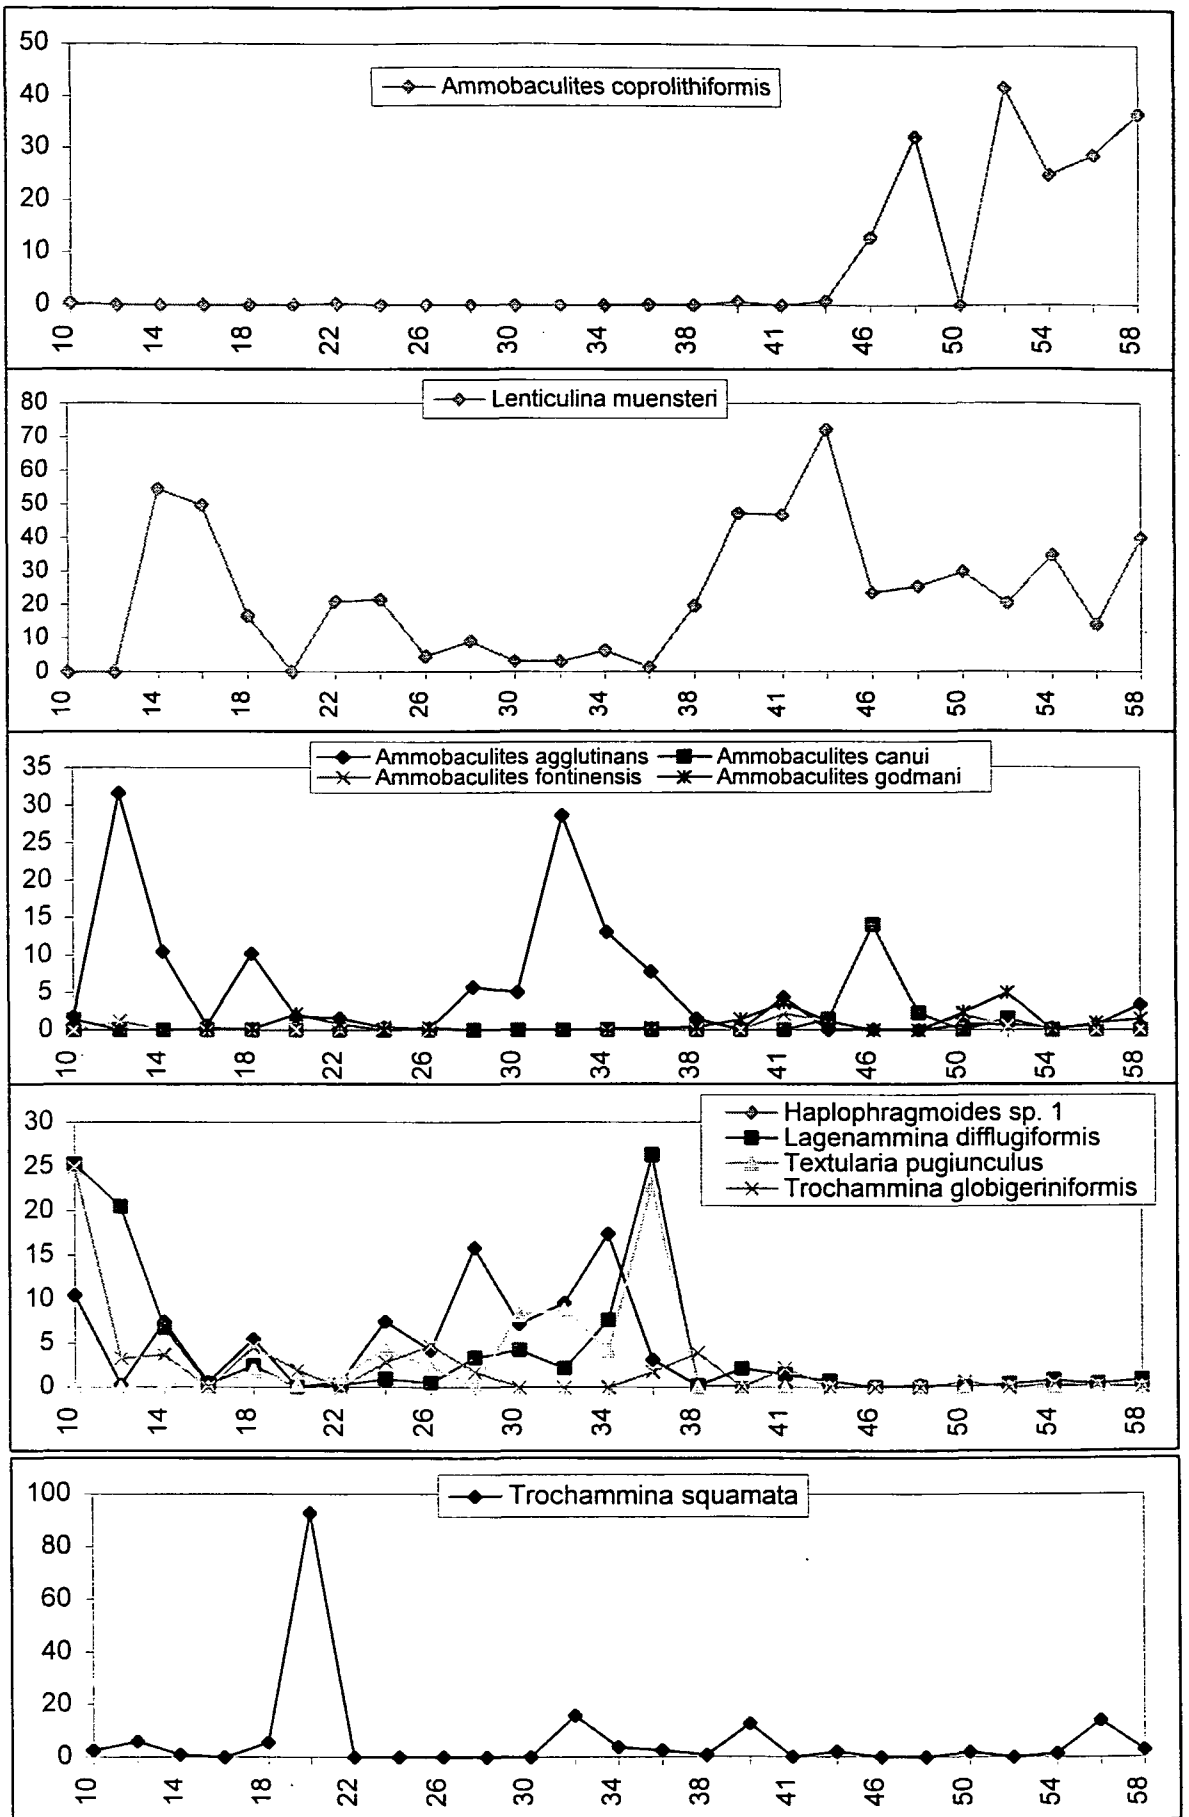 50
40
30
20
10
0
Ammobaculites coprolithiformis
10 14 18 22 26 30 34 38 41 46 50 54 58
80
70
60
50
40
30
20
10
0
Lenticulina muensteri
10 14 18 22 26 30 34 38 41 46 50 54 58
35
30
25
20
15
10
5
0
Ammobaculites agglutinans Ammobaculites canui
Ammobaculites fontinensis Ammobaculites godmani
10 14 18 22 26 30 34 38 41 46 50 54 58
30
25
20
15
10
5
0
Haplophragmoides sp. 1
Lagenammina difflugiformis
Textularia pugiunculus
Trochammina globigeriniformis
10 14 18 22 26 30 34 38 41 46 50 54 58
100
80
60
40
20
0
Trochammina squamata
10 14 18 22 26 30 34 38 41 46 50 54 58